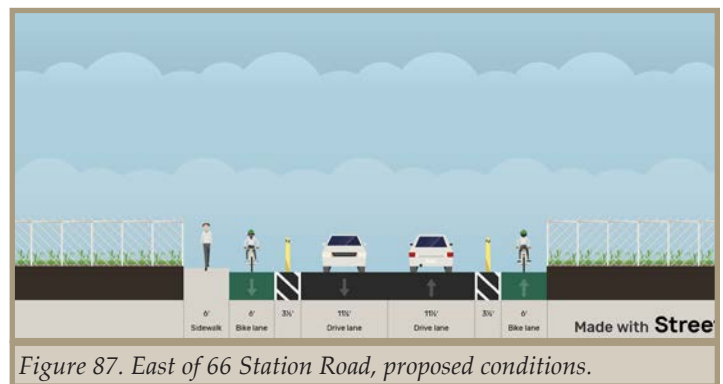 6' 6' 3½' 11½' 11½' 3½' 6'
Sidewalk Bike lane Drive lane Drive lane Bike lane
Made with Stree
Figure 87. East of 66 Station Road, proposed conditions.